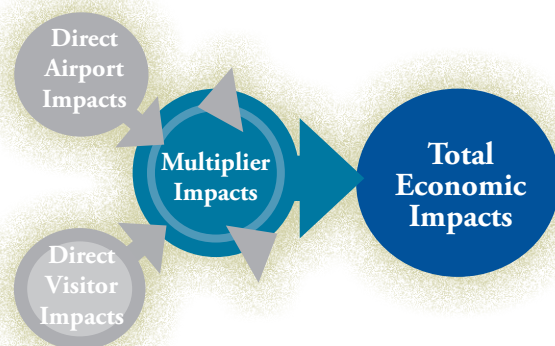 Direct
Airport
Impacts
Direct
Visitor
Impacts
Multiplier
Impacts
Total
Economic
Impacts